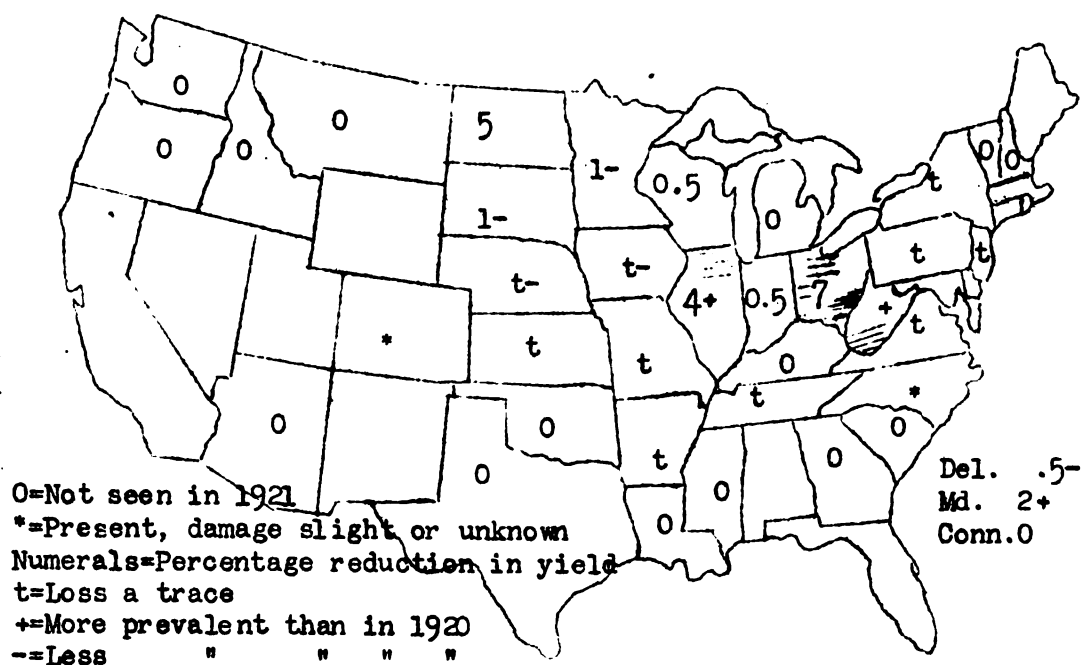 0
0
5
0
0
1-
0.5
0
0
0
t
1-
0
t
t
t-
t-
4+
0.5
7
+
t
*
t
t
0
t
*
0
0
t
0
0
0
0
0
Del. .5-
Md. 2+
Conn.0
0=Not seen in 1921
*=Present, damage slight or unknown
Numerals=Percentage reduction in yield
t=Loss a trace
+=More prevalent than in 1920
-=Less " " " "